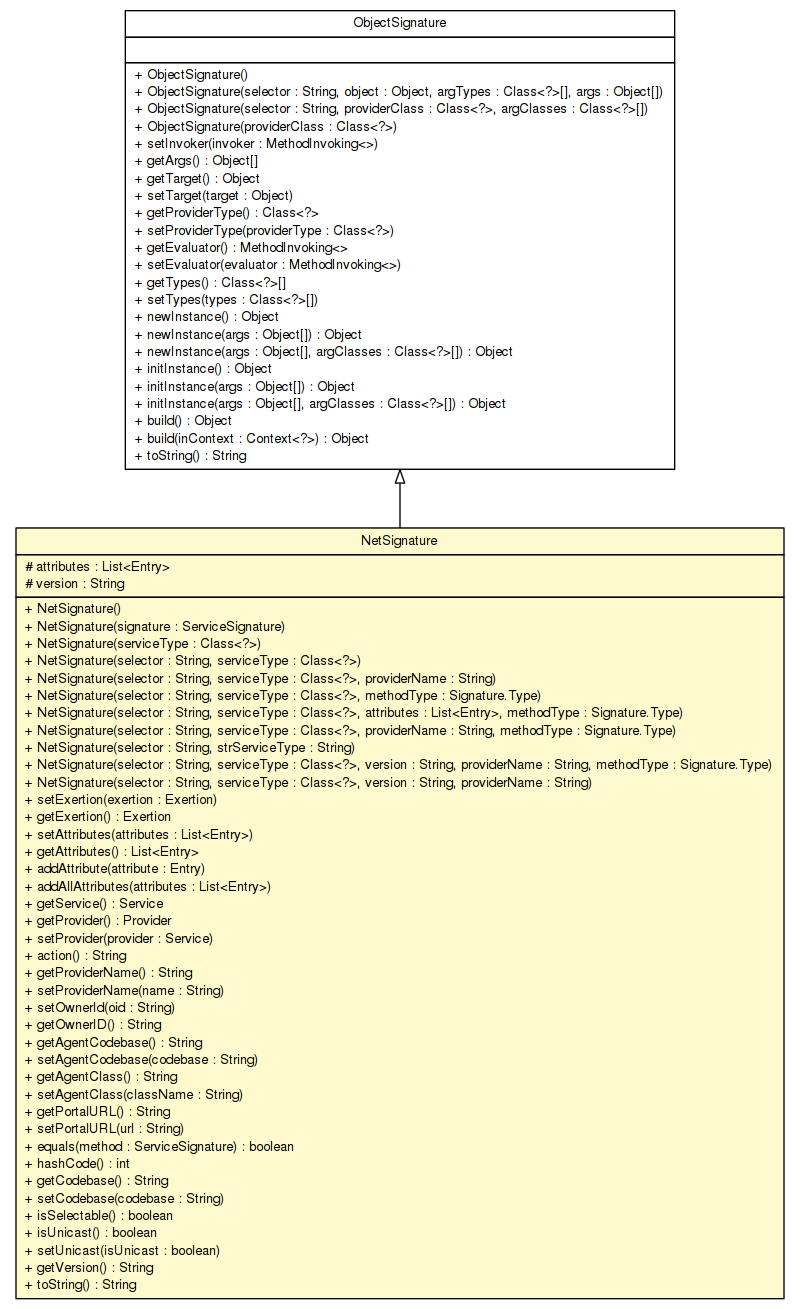 ObjectSignature
+ ObjectSignature()
+ ObjectSignature(selector : String, object : Object, argTypes : Class<?>[], args : Object[])
+ ObjectSignature(selector : String, providerClass : Class<?>, argClasses : Class<?>[])
+ ObjectSignature(providerClass : Class<?>)
+ setInvoker(invoker : MethodInvoking<>)
+ getArgs() : Object[]
+ getTarget() : Object
+ setTarget(target : Object)
+ getProviderType() : Class<?>
+ setProviderType(providerType : Class<?>)
+ getEvaluator() : MethodInvoking<>
+ setEvaluator(evaluator : MethodInvoking<>)
+ getTypes() : Class<?>[]
+ setTypes(types : Class<?>[])
+ newInstance() : Object
+ newInstance(args : Object[]) : Object
+ newInstance(args : Object[], argClasses : Class<?>[]) : Object
+ initInstance() : Object
+ initInstance(args : Object[]) : Object
+ initInstance(args : Object[], argClasses : Class<?>[]) : Object
+ build() : Object
+ build(inContext : Context<?>) : Object
+ toString() : String
NetSignature
# attributes : List<Entry>
# version : String
+ NetSignature()
+ NetSignature(signature : ServiceSignature)
+ NetSignature(serviceType : Class<?>)
+ NetSignature(selector : String, serviceType : Class<?>)
+ NetSignature(selector : String, serviceType : Class<?>, providerName : String)
+ NetSignature(selector : String, serviceType : Class<?>, methodType : Signature.Type)
+ NetSignature(selector : String, serviceType : Class<?>, attributes : List<Entry>, methodType : Signature.Type)
+ NetSignature(selector : String, serviceType : Class<?>, providerName : String, methodType : Signature.Type)
+ NetSignature(selector : String, strServiceType : String)
+ NetSignature(selector : String, serviceType : Class<?>, version : String, providerName : String, methodType : Signature.Type)
+ NetSignature(selector : String, serviceType : Class<?>, version : String, providerName : String)
+ setExertion(exertion : Exertion)
+ getExertion() : Exertion
+ setAttributes(attributes : List<Entry>)
+ getAttributes() : List<Entry>
+ addAttribute(attribute : Entry)
+ addAllAttributes(attributes : List<Entry>)
+ getService() : Service
+ getProvider() : Provider
+ setProvider(provider : Service)
+ action() : String
+ getProviderName() : String
+ setProviderName(name : String)
+ setOwnerId(oid : String)
+ getOwnerID() : String
+ getAgentCodebase() : String
+ setAgentCodebase(codebase : String)
+ getAgentClass() : String
+ setAgentClass(className : String)
+ getPortalURL() : String
+ setPortalURL(url : String)
+ equals(method : ServiceSignature) : boolean
+ hashCode() : int
+ getCodebase() : String
+ setCodebase(codebase : String)
+ isSelectable() : boolean
+ isUnicast() : boolean
+ setUnicast(isUnicast : boolean)
+ getVersion() : String
+ toString() : String